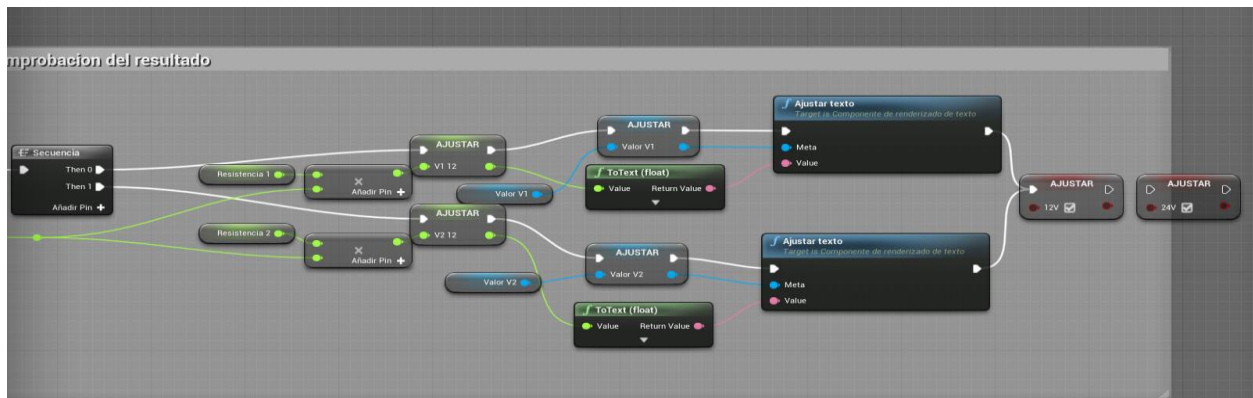 mprobacion del resultado
Secuencia
Then 0
Then 1
Añadir Pin +
Resistencia 1
×
Añadir Pin +
AJUSTAR
V1 12
Valor V1
AJUSTAR
Valor V1
f ToText (float)
Value Return Value
f Ajustar texto
Target is Componente de renderizado de texto
Meta
Value
Resistencia 2
×
Añadir Pin +
AJUSTAR
V2 12
Valor V2
AJUSTAR
Valor V2
f ToText (float)
Value Return Value
f Ajustar texto
Target is Componente de renderizado de texto
Meta
Value
AJUSTAR
12V
AJUSTAR
24V